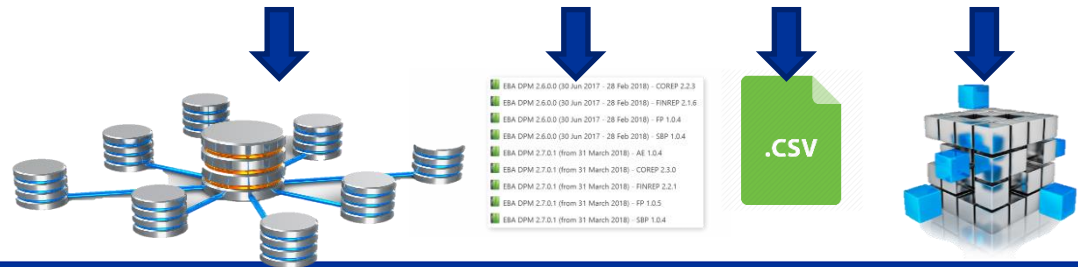 EBA DPM 2.6.0.0 (30 Jun 2017 - 28 Feb 2018) - COREP 2.2.3
EBA DPM 2.6.0.0 (30 Jun 2017 - 28 Feb 2018) - FINREP 2.1.6
EBA DPM 2.6.0.0 (30 Jun 2017 - 28 Feb 2018) - FP 1.0.4
EBA DPM 2.6.0.0 (30 Jun 2017 - 28 Feb 2018) - SBP 1.0.4
EBA DPM 2.7.0.1 (from 31 March 2018) - AE 1.0.4
EBA DPM 2.7.0.1 (from 31 March 2018) - COREP 2.3.0
EBA DPM 2.7.0.1 (from 31 March 2018) - FINREP 2.2.1
EBA DPM 2.7.0.1 (from 31 March 2018) - FP 1.0.5
EBA DPM 2.7.0.1 (from 31 March 2018) - SBP 1.0.4
.CSV